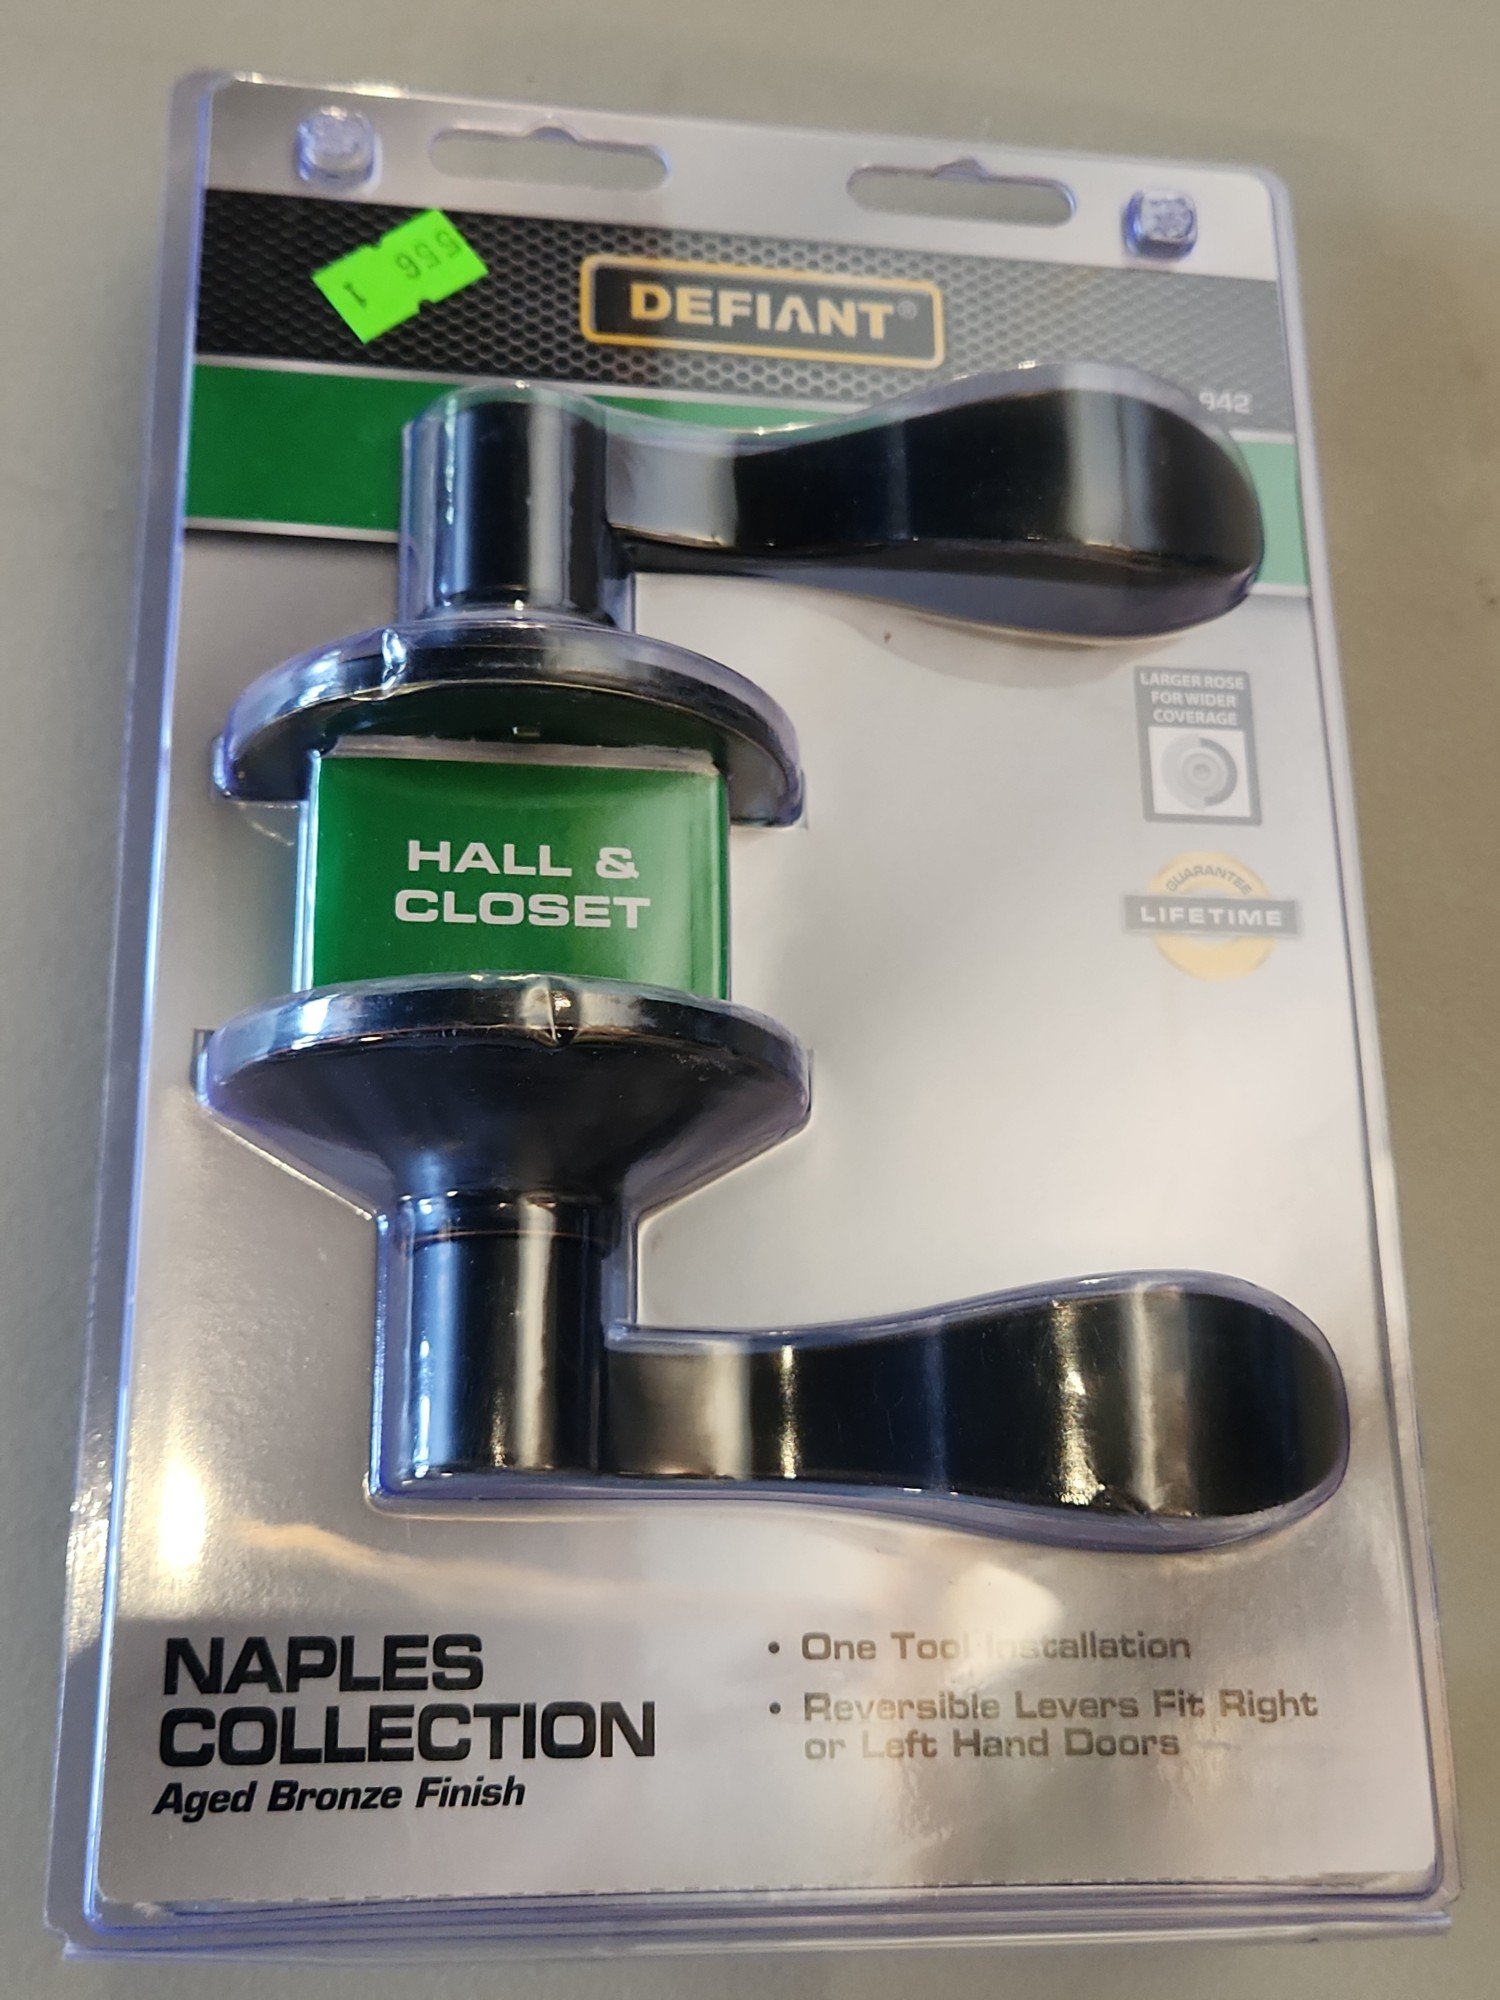 556 1
DEFIANT®
942
LARGER ROSE
FOR WIDER
COVERAGE
HALL &
CLOSET
GUARANTEE
LIFETIME
NAPLES
COLLECTION
Aged Bronze Finish
• One Tool Installation
• Reversible Levers Fit Right
or Left Hand Doors